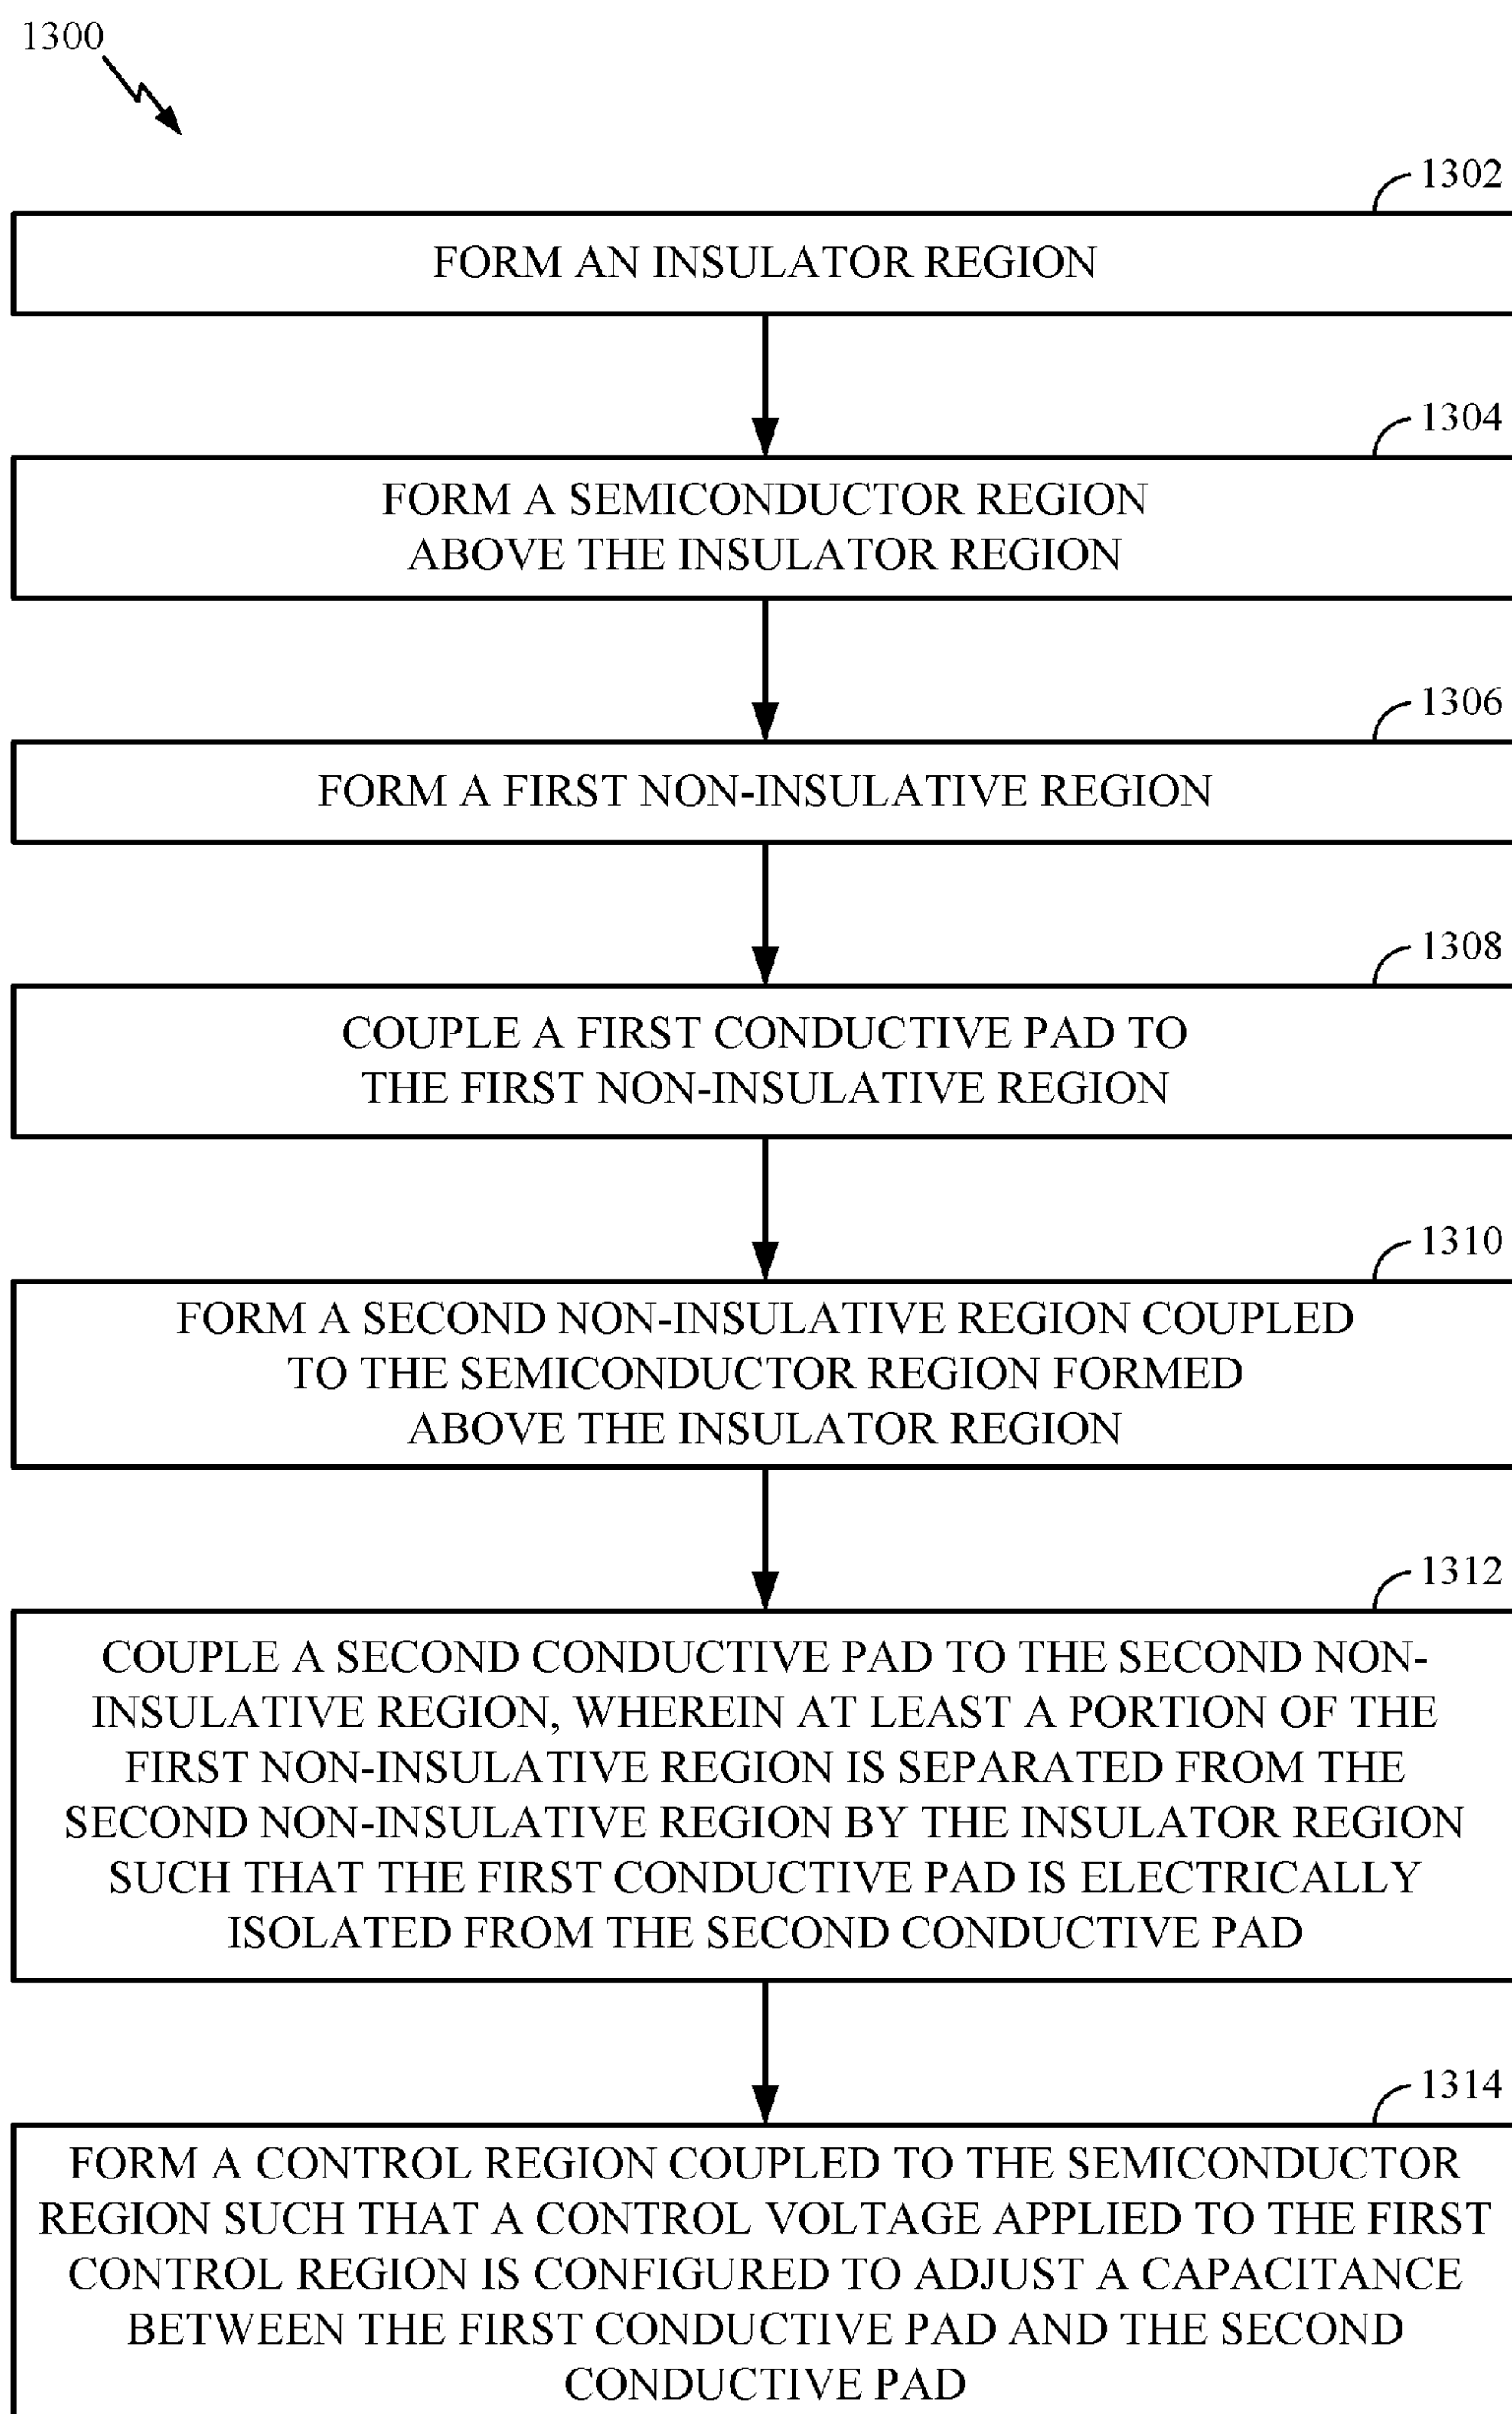 1300
1302
FORM AN INSULATOR REGION
1304
FORM A SEMICONDUCTOR REGION
ABOVE THE INSULATOR REGION
1306
FORM A FIRST NON-INSULATIVE REGION
1308
COUPLE A FIRST CONDUCTIVE PAD TO
THE FIRST NON-INSULATIVE REGION
1310
FORM A SECOND NON-INSULATIVE REGION COUPLED
TO THE SEMICONDUCTOR REGION FORMED
ABOVE THE INSULATOR REGION
1312
COUPLE A SECOND CONDUCTIVE PAD TO THE SECOND NON-
INSULATIVE REGION, WHEREIN AT LEAST A PORTION OF THE
FIRST NON-INSULATIVE REGION IS SEPARATED FROM THE
SECOND NON-INSULATIVE REGION BY THE INSULATOR REGION
SUCH THAT THE FIRST CONDUCTIVE PAD IS ELECTRICALLY
ISOLATED FROM THE SECOND CONDUCTIVE PAD
1314
FORM A CONTROL REGION COUPLED TO THE SEMICONDUCTOR
REGION SUCH THAT A CONTROL VOLTAGE APPLIED TO THE FIRST
CONTROL REGION IS CONFIGURED TO ADJUST A CAPACITANCE
BETWEEN THE FIRST CONDUCTIVE PAD AND THE SECOND
CONDUCTIVE PAD